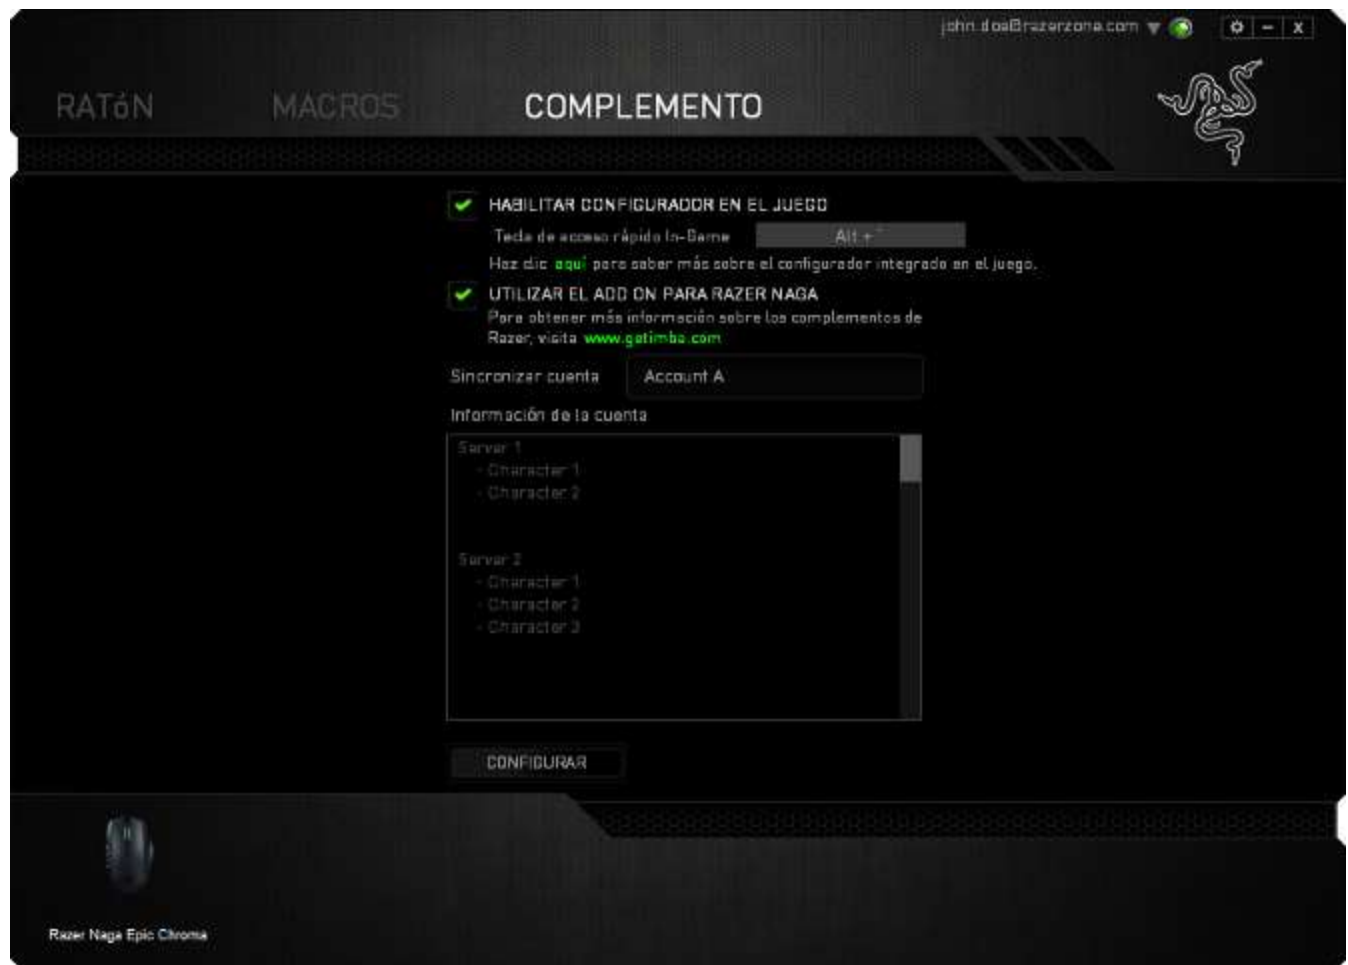 john.doe@razerzone.com
RATóN MACROS COMPLEMENTO
HABILITAR CONFIGURADOR EN EL JUEGO
Tecla de acceso rápido In-Game Alt + `
Haz clic aquí para saber más sobre el configurador integrado en el juego.
UTILIZAR EL ADD ON PARA RAZER NAGA
Para obtener más información sobre los complementos de
Razer, visita www.gotimba.com
Sincronizar cuenta Account A
Información de la cuenta
Server 1
- Character 1
- Character 2
Server 2
- Character 1
- Character 2
- Character 3
CONFIGURAR
Razer Naga Epic Chroma